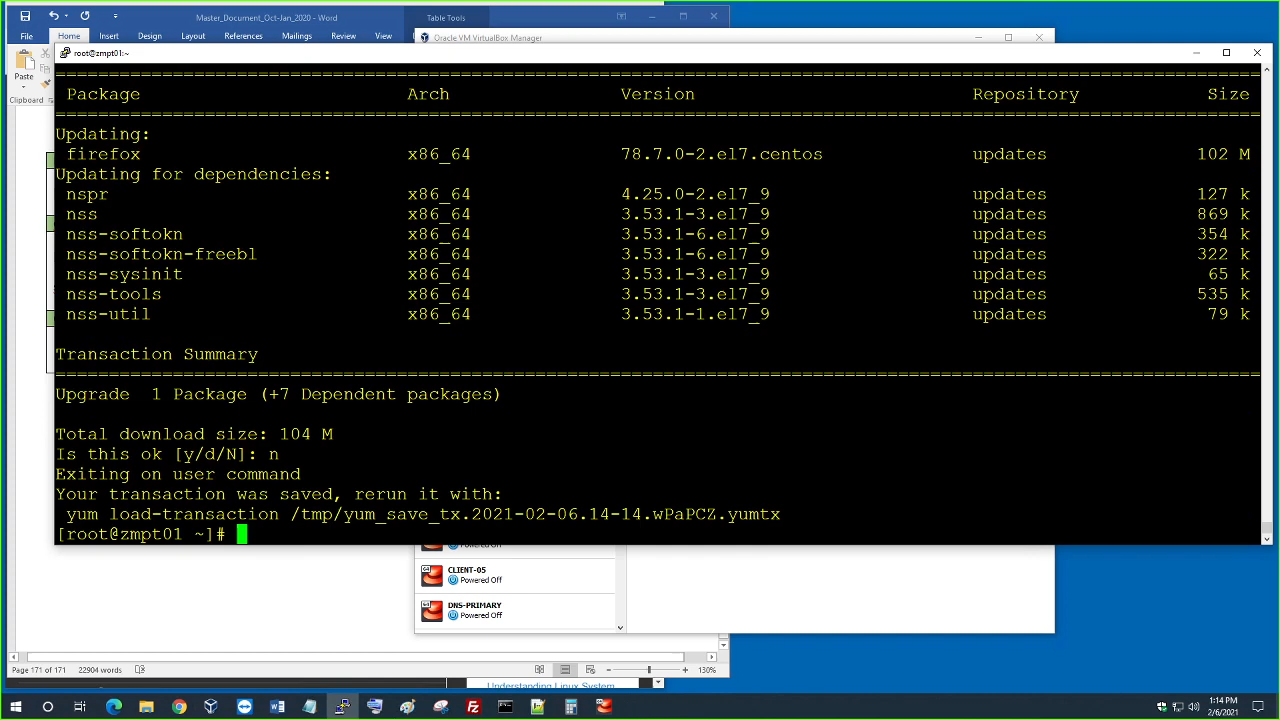 Master_Document_Oct-Jan_2020 - Word
Table Tools
File Home Insert Design Layout References Mailings Review View
Oracle VM VirtualBox Manager
Paste
Clipboard
root@zmpt01:~
Package Arch Version Repository Size
Updating:
firefox x86_64 78.7.0-2.el7.centos updates 102 M
Updating for dependencies:
nspr x86_64 4.25.0-2.el7_9 updates 127 k
nss x86_64 3.53.1-3.el7_9 updates 869 k
nss-softokn x86_64 3.53.1-6.el7_9 updates 354 k
nss-softokn-freebl x86_64 3.53.1-6.el7_9 updates 322 k
nss-sysinit x86_64 3.53.1-3.el7_9 updates 65 k
nss-tools x86_64 3.53.1-3.el7_9 updates 535 k
nss-util x86_64 3.53.1-1.el7_9 updates 79 k
Transaction Summary
Upgrade 1 Package (+7 Dependent packages)
Total download size: 104 M
Is this ok [y/d/N]: n
Exiting on user command
Your transaction was saved, rerun it with:
yum load-transaction /tmp/yum_save_tx.2021-02-06.14-14.wPaPCZ.yumtx
[root@zmpt01 ~]#
Powered Off
CLIENT-05
Powered Off
DNS-PRIMARY
Powered Off
Page 171 of 171 22904 words 130%
Understanding Linux System
1:14 PM
2/6/2021